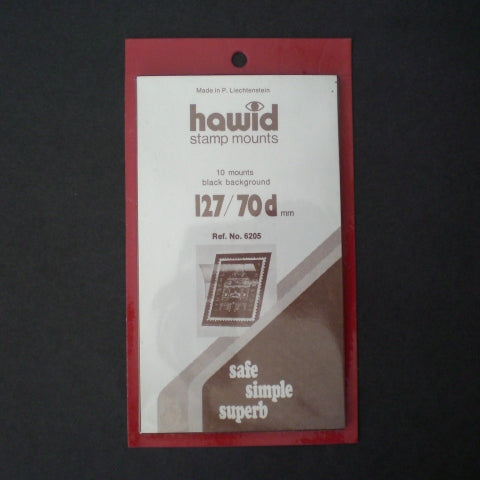 Made in P. Liechtenstein
hawid
stamp mounts
10 mounts
black background
127/70d mm
Ref. No. 6205
safe
simple
superb